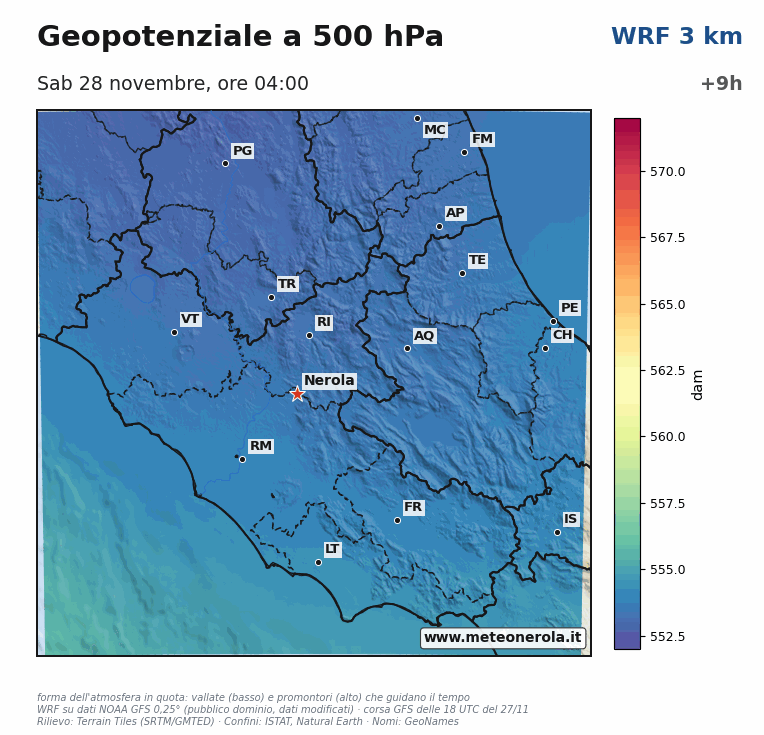 Geopotenziale a 500 hPa
WRF 3 km
Sab 28 novembre, ore 04:00
+9h
MC
FM
PG
AP
TE
TR
PE
VT
RI
CH
AQ
Nerola
RM
FR
IS
LT
www.meteonerola.it
570.0
567.5
565.0
562.5
560.0
557.5
555.0
552.5
dam
forma dell'atmosfera in quota: vallate (basso) e promontori (alto) che guidano il tempo
WRF su dati NOAA GFS 0,25° (pubblico dominio, dati modificati) · corsa GFS delle 18 UTC del 27/11
Rilievo: Terrain Tiles (SRTM/GMTED) · Confini: ISTAT, Natural Earth · Nomi: GeoNames